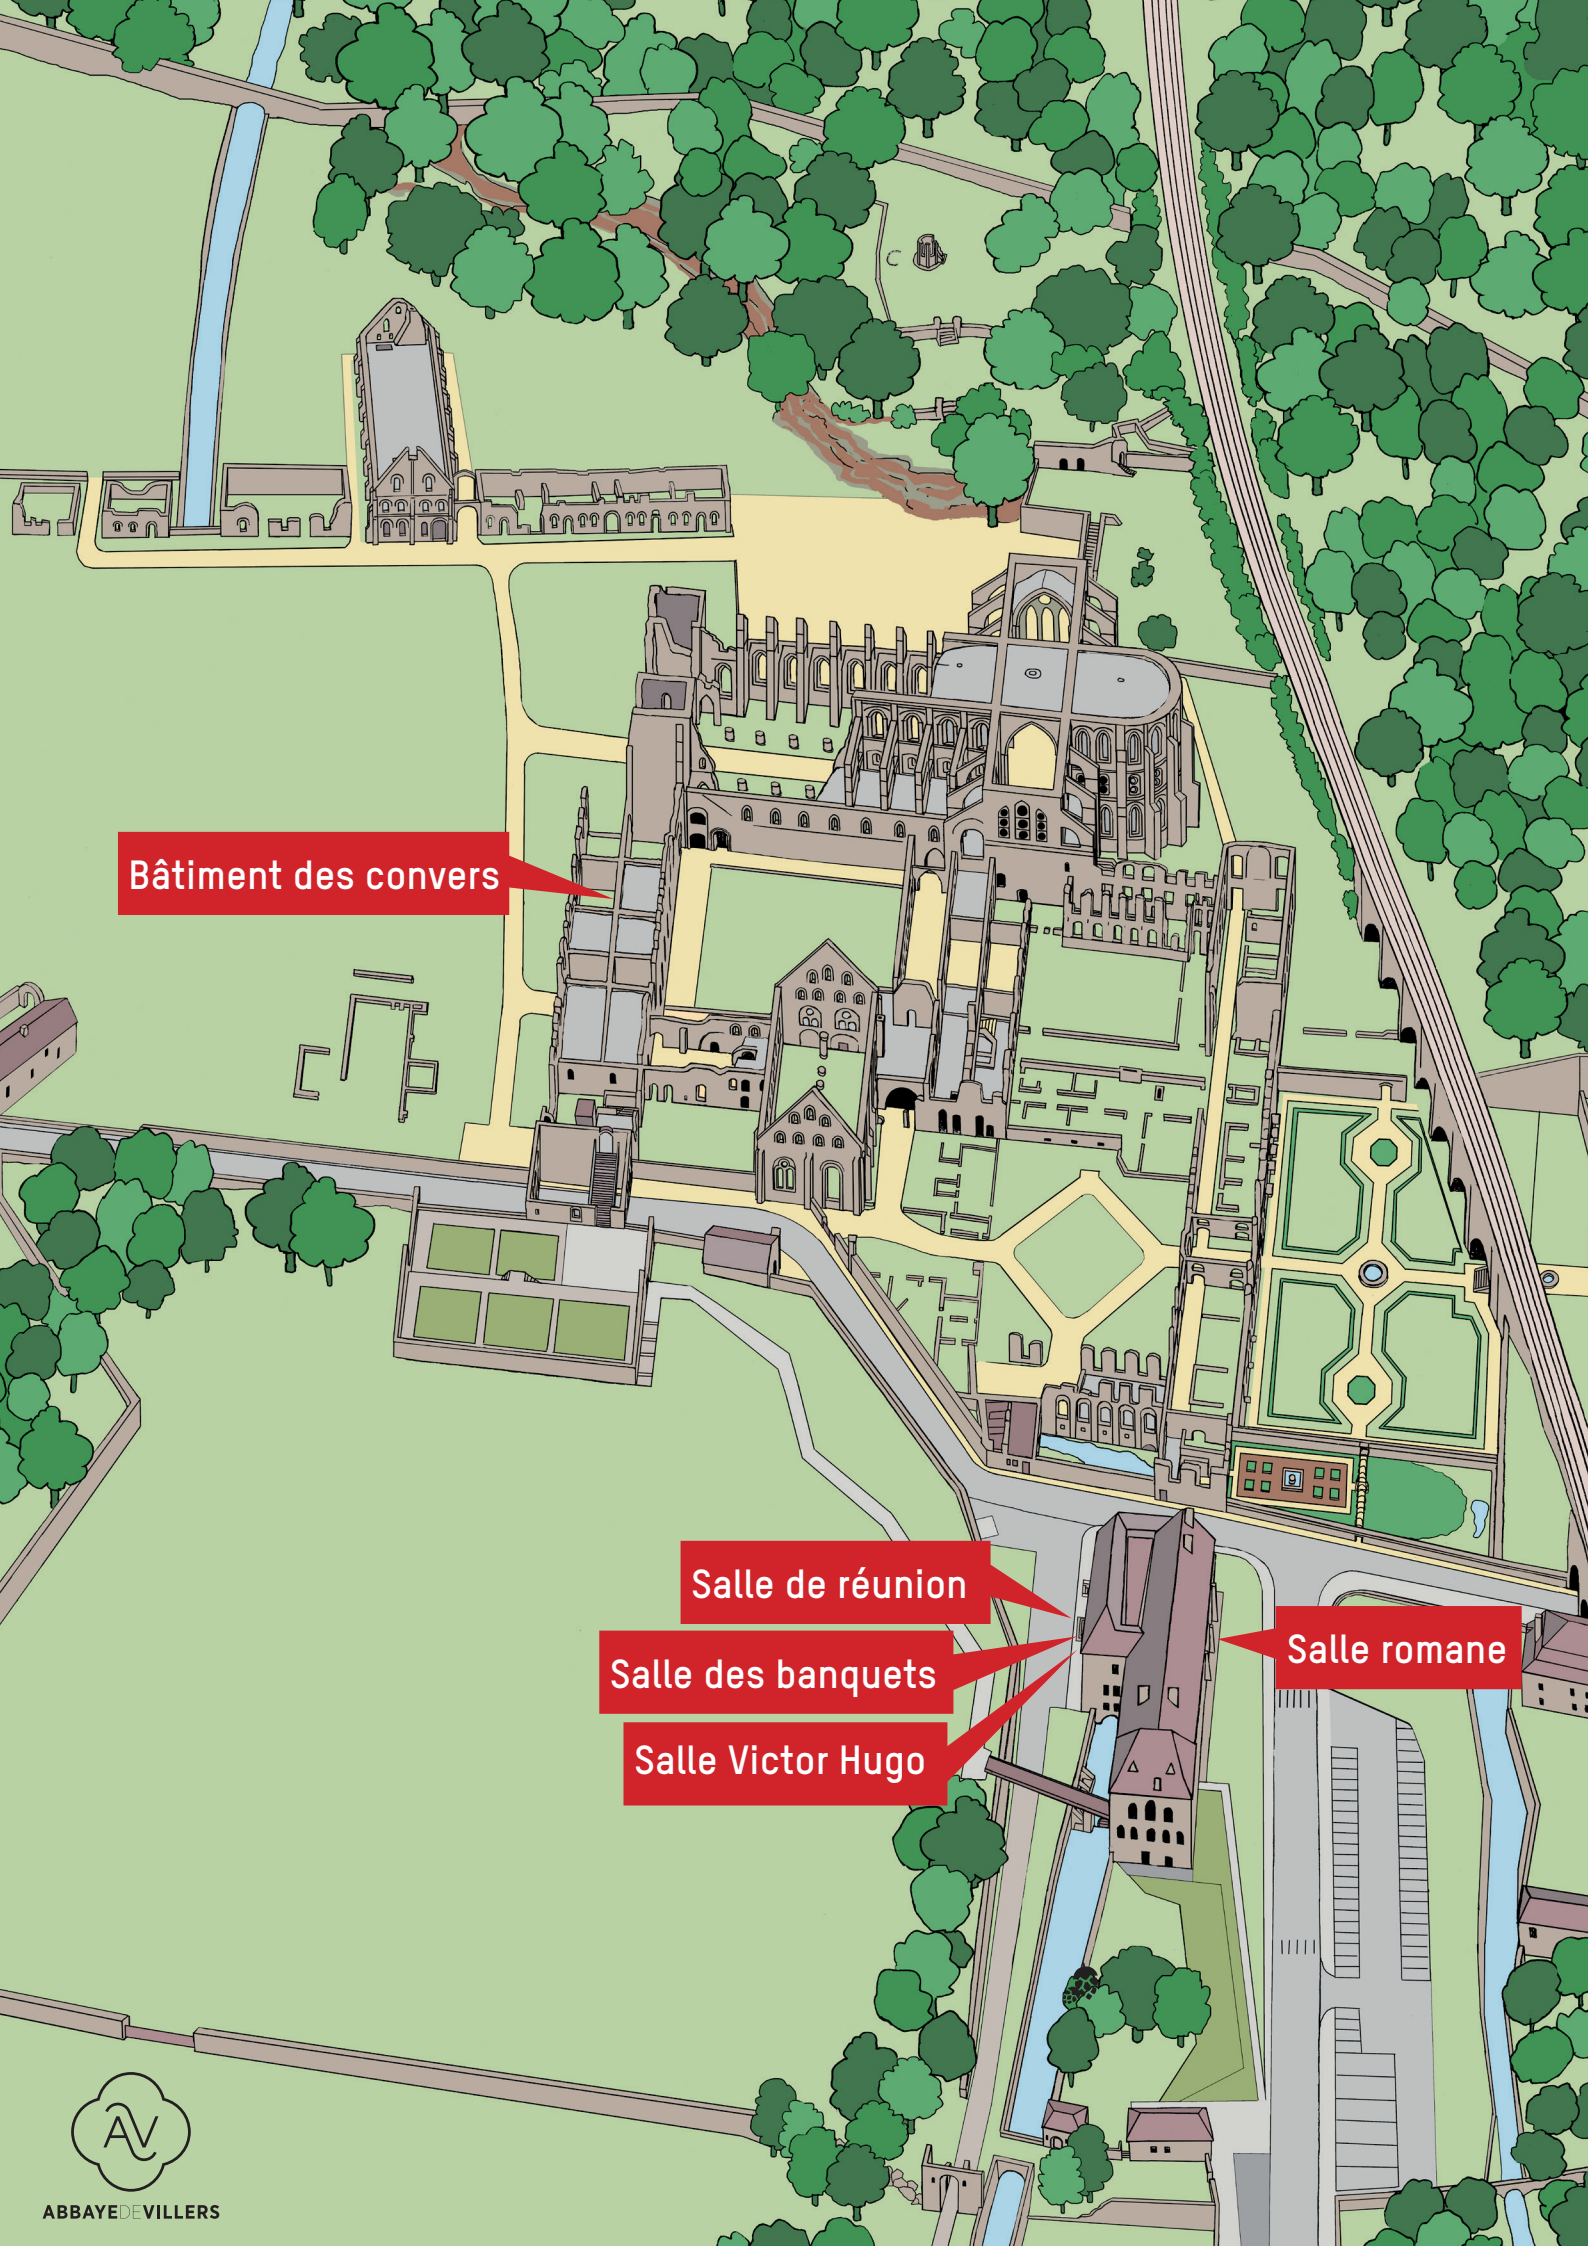 Bâtiment des convers
Salle de réunion
Salle des banquets
Salle Victor Hugo
Salle romane
AV
ABBAYEDEVILLERS